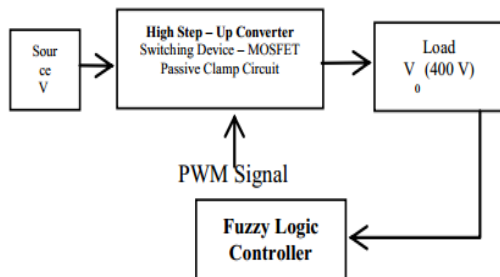 Sour
ce
V
High Step – Up Converter
Switching Device – MOSFET
Passive Clamp Circuit
Load
V (400 V)
0
PWM Signal
Fuzzy Logic
Controller